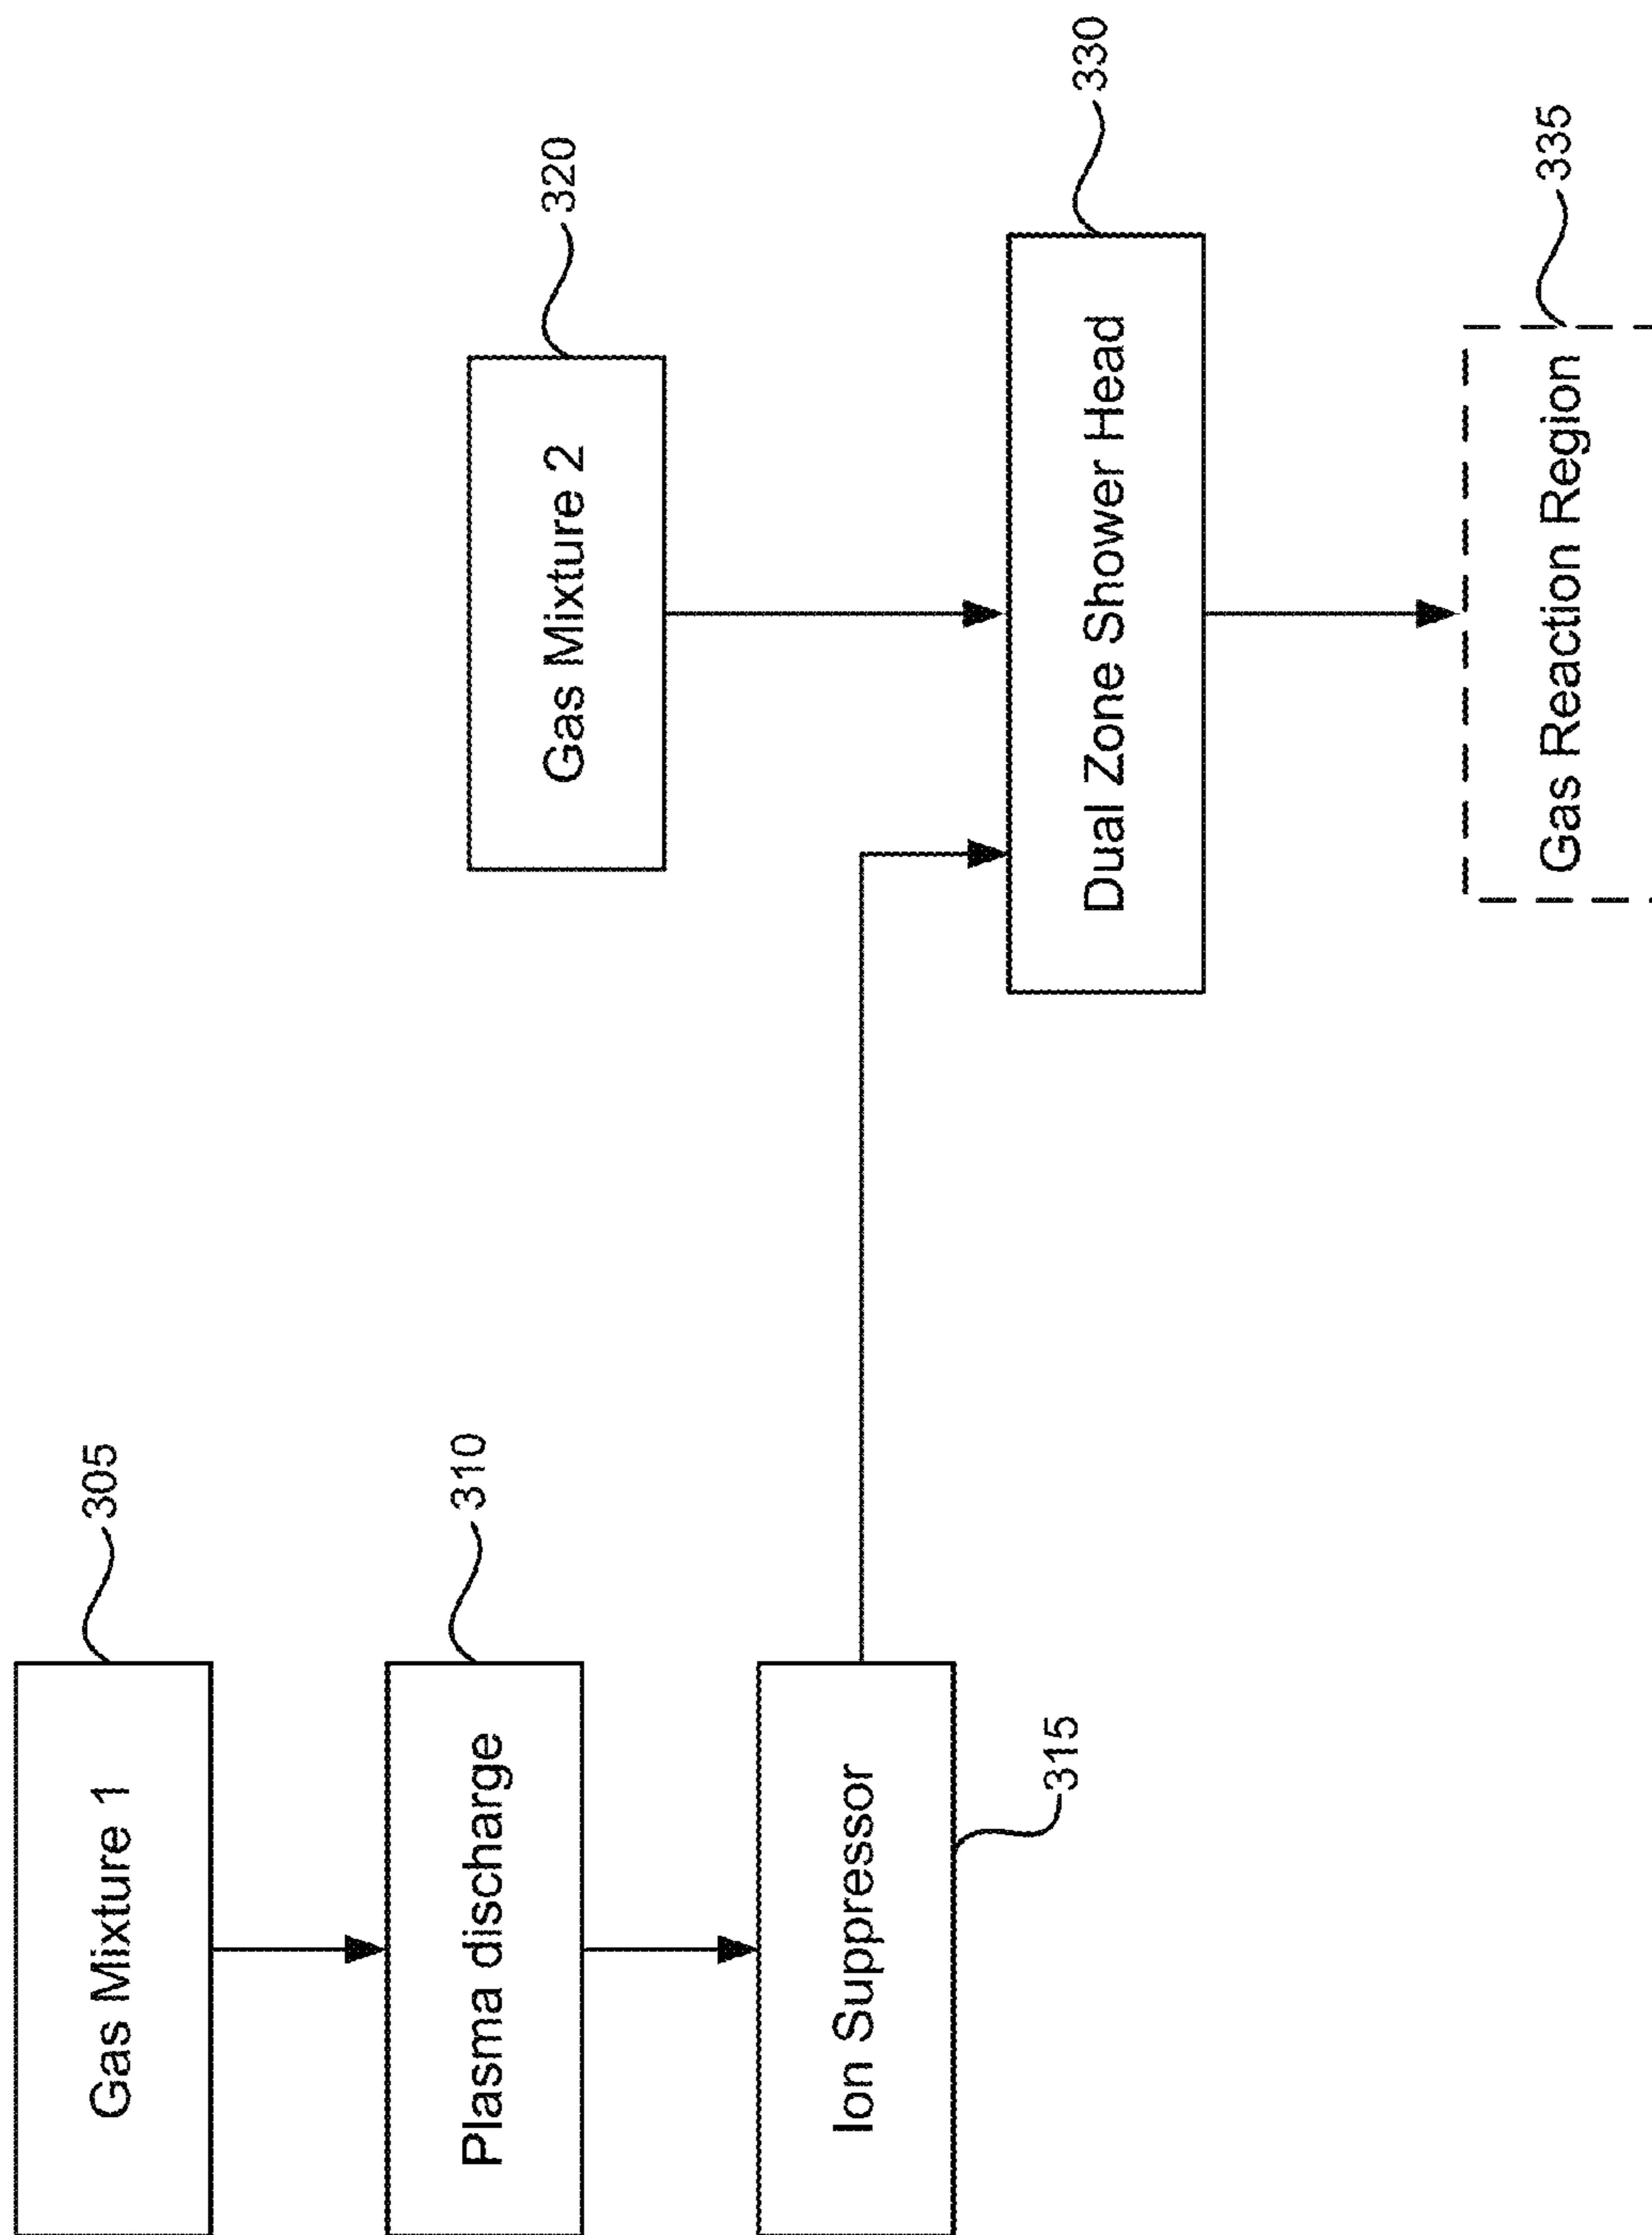 Gas Mixture 1
305
Plasma discharge
310
Ion Suppressor
315
Gas Mixture 2
320
Dual Zone Shower Head
330
Gas Reaction Region
335